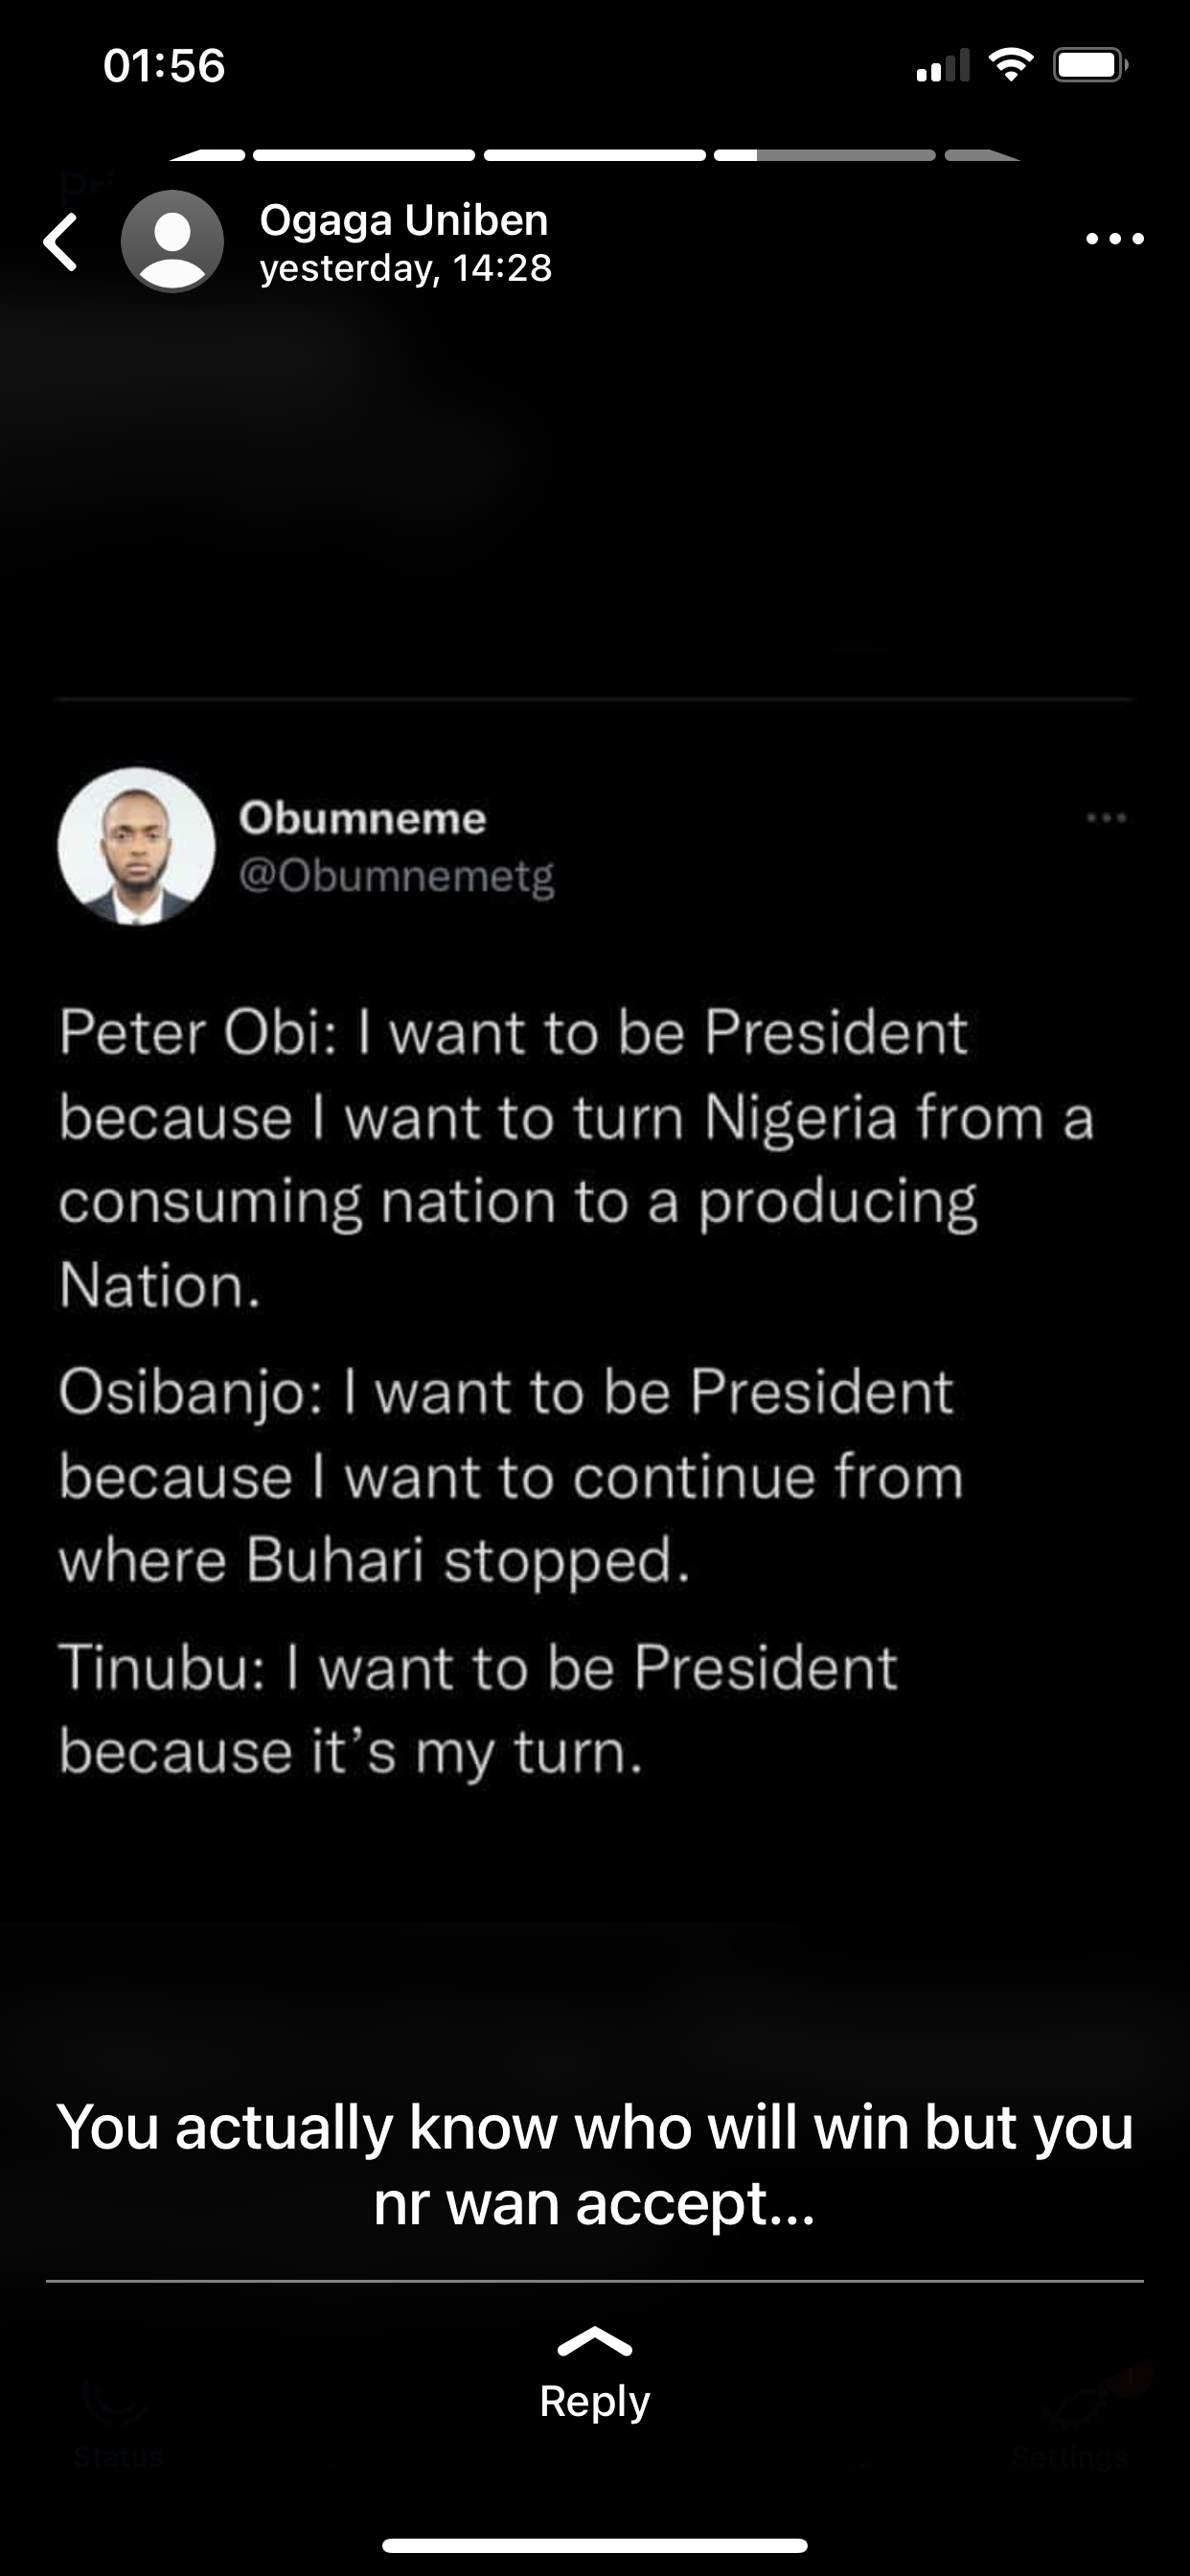 01:56
Ogaga Uniben
yesterday, 14:28
Obumneme
@Obumnemetg
Peter Obi: I want to be President
because I want to turn Nigeria from a
consuming nation to a producing
Nation.
Osibanjo: I want to be President
because I want to continue from
where Buhari stopped.
Tinubu: I want to be President
because it’s my turn.
You actually know who will win but you
nr wan accept...
Reply
Status
Settings